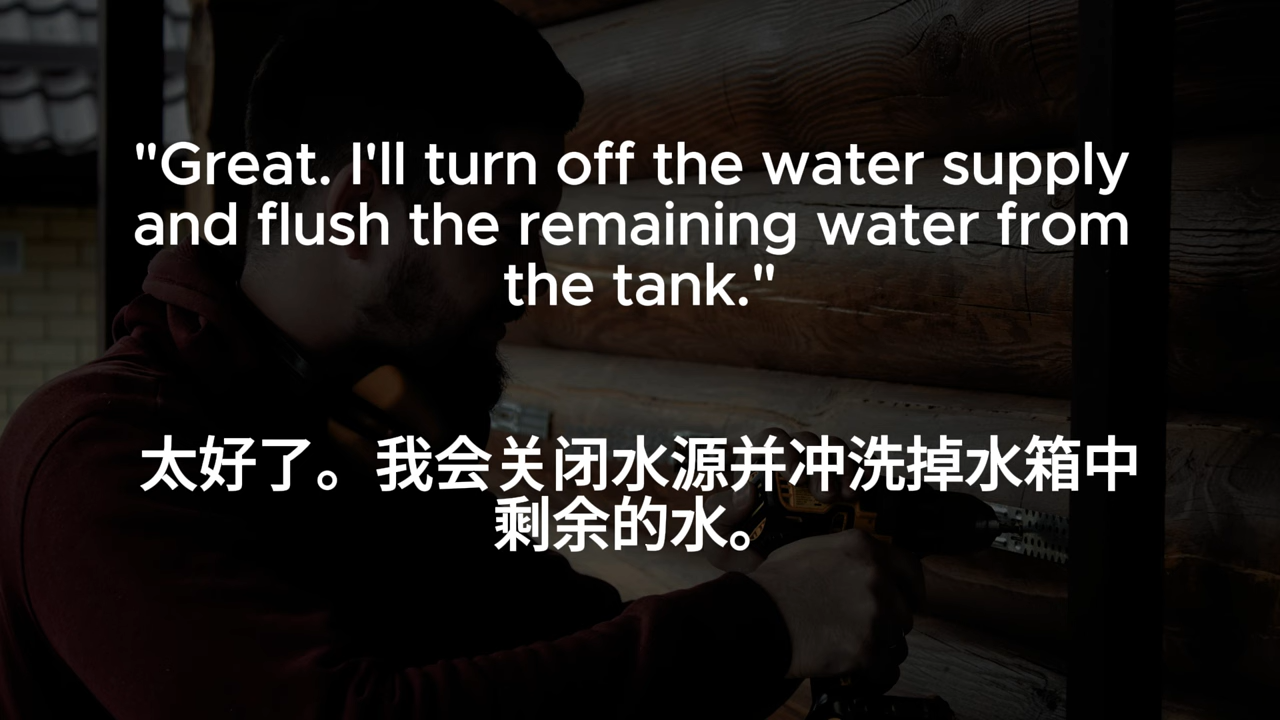 "Great. I'll turn off the water supply
and flush the remaining water from
the tank."
太好了。我会关闭水源并冲洗掉水箱中
剩余的水。